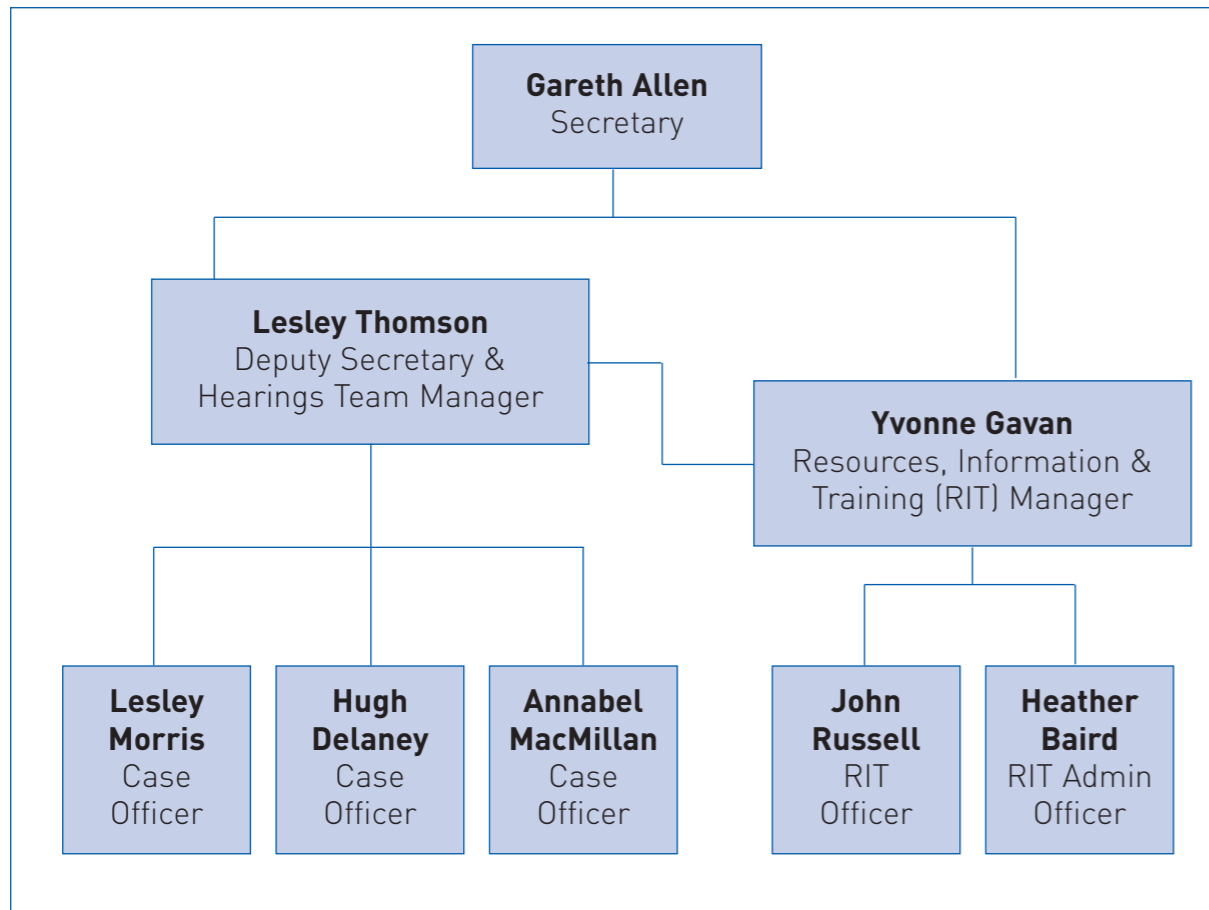 Gareth Allen
Secretary
Lesley Thomson
Deputy Secretary &
Hearings Team Manager
Yvonne Gavan
Resources, Information &
Training (RIT) Manager
Lesley
Morris
Case
Officer
Hugh
Delaney
Case
Officer
Annabel
MacMillan
Case
Officer
John
Russell
RIT
Officer
Heather
Baird
RIT Admin
Officer